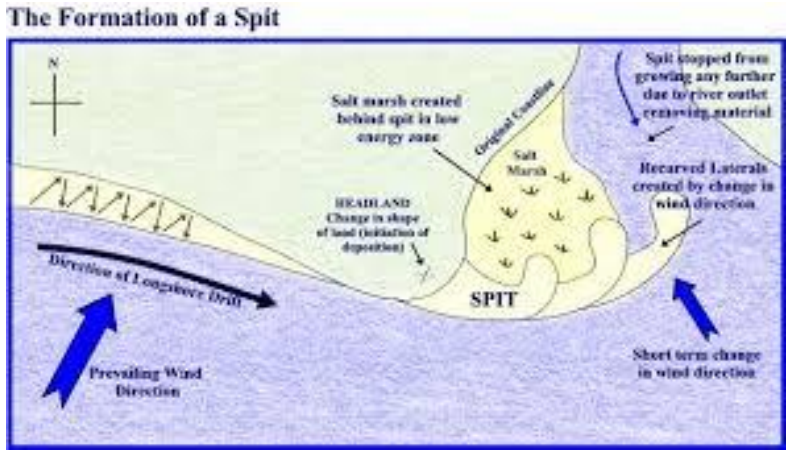 The Formation of a Spit
N
Spit stopped from
growing any further
due to river outlet
removing material
Salt marsh created
behind spit in low
energy zone
Original Coastline
Salt
Marsh
Recurved Laterals
created by change in
wind direction
HEADLAND
Change in shape
of land (initiation of
deposition)
Direction of Longshore Drift
SPIT
Prevailing Wind
Direction
Short term change
in wind direction